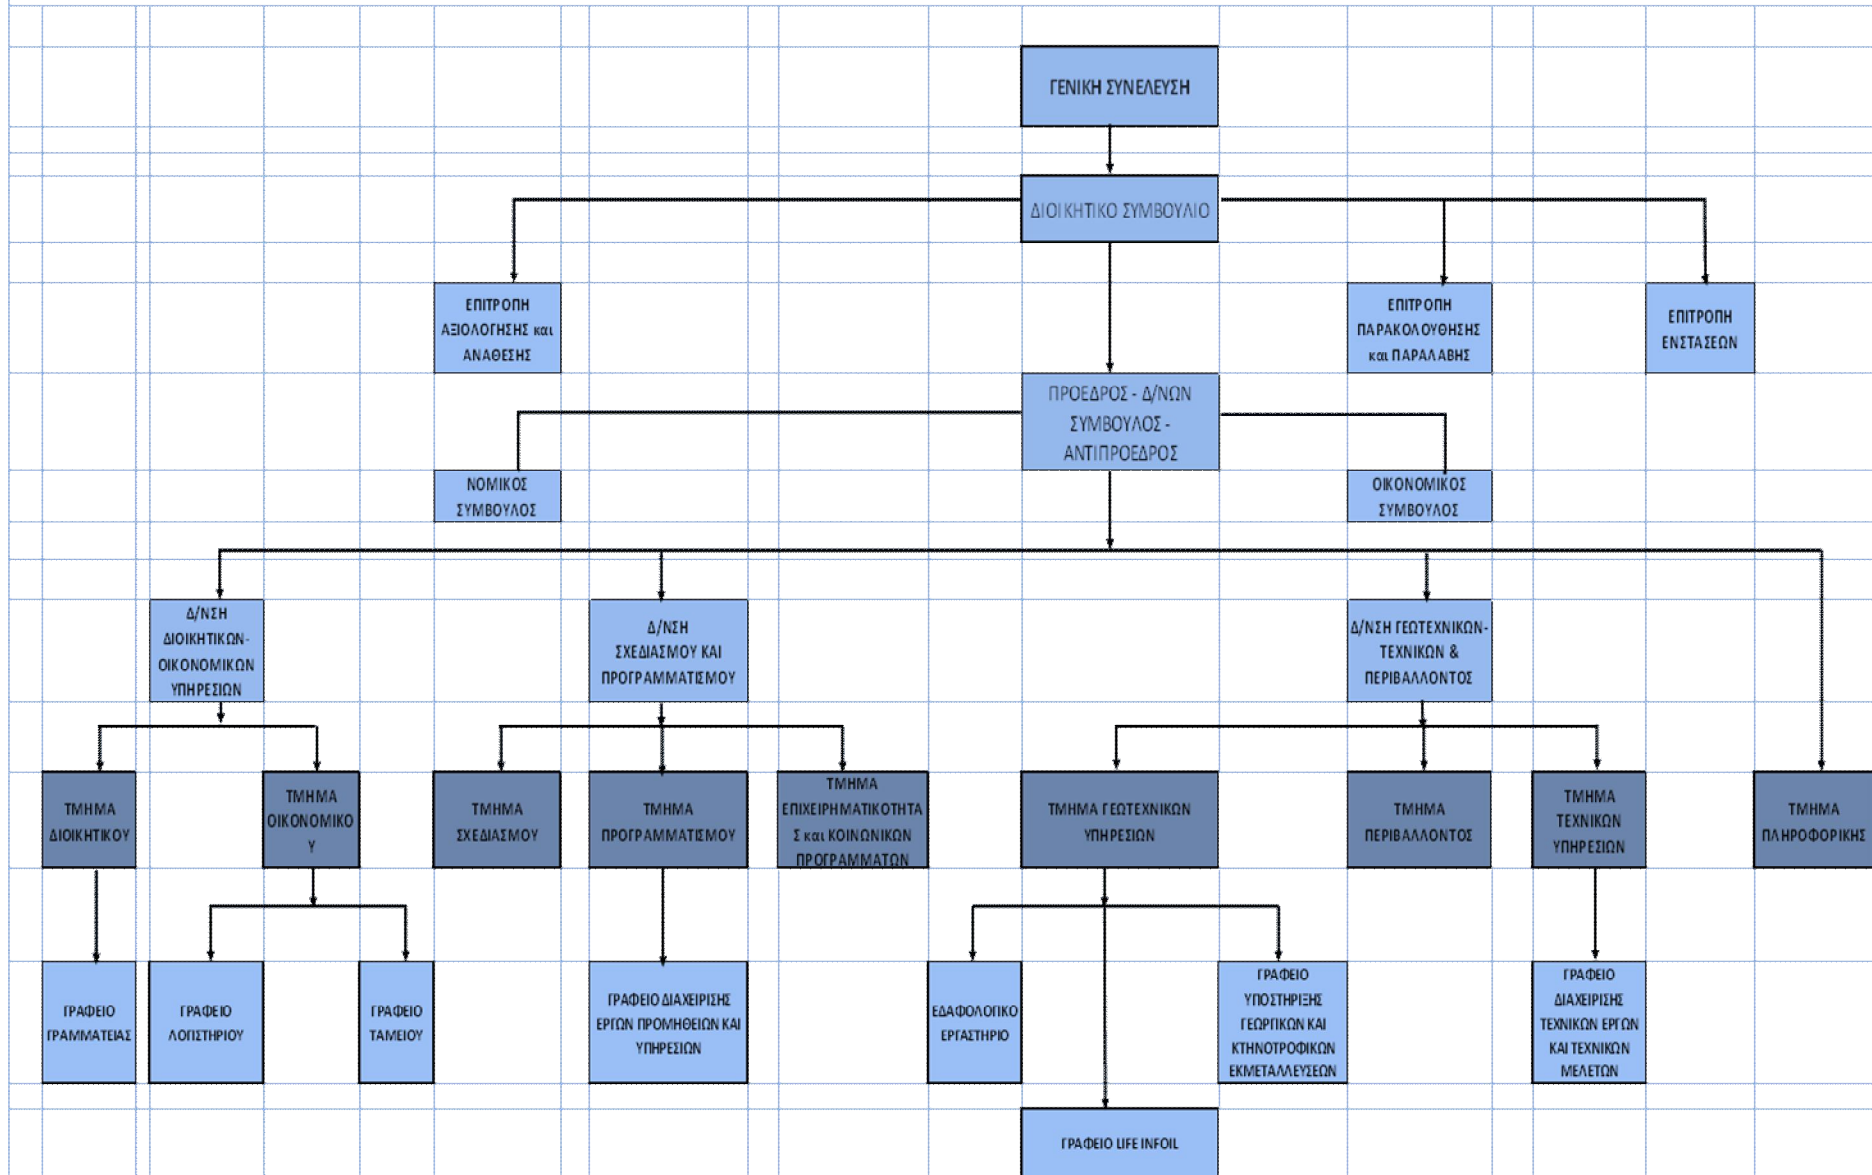 ΓΕΝΙΚΗ ΣΥΝΕΛΕΥΣΗ
ΔΙΟΙΚΗΤΙΚΟ ΣΥΜΒΟΥΛΙΟ
ΕΠΙΤΡΟΠΗ
ΑΞΙΟΛΟΓΗΣΗΣ και
ΑΝΑΘΕΣΗΣ
ΕΠΙΤΡΟΠΗ
ΠΑΡΑΚΟΛΟΥΘΗΣΗΣ
και ΠΑΡΑΛΑΒΗΣ
ΕΠΙΤΡΟΠΗ
ΕΝΣΤΑΣΕΩΝ
ΠΡΟΕΔΡΟΣ - Δ/ΝΩΝ
ΣΥΜΒΟΥΛΟΣ -
ΑΝΤΙΠΡΟΕΔΡΟΣ
ΝΟΜΙΚΟΣ
ΣΥΜΒΟΥΛΟΣ
ΟΙΚΟΝΟΜΙΚΟΣ
ΣΥΜΒΟΥΛΟΣ
Δ/ΝΣΗ
ΔΙΟΙΚΗΤΙΚΩΝ-
ΟΙΚΟΝΟΜΙΚΩΝ
ΥΠΗΡΕΣΙΩΝ
Δ/ΝΣΗ
ΣΧΕΔΙΑΣΜΟΥ ΚΑΙ
ΠΡΟΓΡΑΜΜΑΤΙΣΜΟΥ
Δ/ΝΣΗ ΓΕΩΤΕΧΝΙΚΩΝ-
ΤΕΧΝΙΚΩΝ &
ΠΕΡΙΒΑΛΛΟΝΤΟΣ
ΤΜΗΜΑ
ΔΙΟΙΚΗΤΙΚΟΥ
ΤΜΗΜΑ
ΟΙΚΟΝΟΜΙΚΟ
Υ
ΤΜΗΜΑ
ΣΧΕΔΙΑΣΜΟΥ
ΤΜΗΜΑ
ΠΡΟΓΡΑΜΜΑΤΙΣΜΟΥ
ΤΜΗΜΑ
ΕΠΙΧΕΙΡΗΜΑΤΙΚΟΤΗΤΑ
Σ και ΚΟΙΝΩΝΙΚΩΝ
ΠΡΟΓΡΑΜΜΑΤΩΝ
ΤΜΗΜΑ ΓΕΩΤΕΧΝΙΚΩΝ
ΥΠΗΡΕΣΙΩΝ
ΤΜΗΜΑ
ΠΕΡΙΒΑΛΛΟΝΤΟΣ
ΤΜΗΜΑ
ΤΕΧΝΙΚΩΝ
ΥΠΗΡΕΣΙΩΝ
ΤΜΗΜΑ
ΠΛΗΡΟΦΟΡΙΚΗΣ
ΓΡΑΦΕΙΟ
ΓΡΑΜΜΑΤΕΙΑΣ
ΓΡΑΦΕΙΟ
ΛΟΓΙΣΤΗΡΙΟΥ
ΓΡΑΦΕΙΟ
ΤΑΜΕΙΟΥ
ΓΡΑΦΕΙΟ ΔΙΑΧΕΙΡΙΣΗΣ
ΕΡΓΩΝ ΠΡΟΜΗΘΕΙΩΝ ΚΑΙ
ΥΠΗΡΕΣΙΩΝ
ΕΔΑΦΟΛΟΓΙΚΟ
ΕΡΓΑΣΤΗΡΙΟ
ΓΡΑΦΕΙΟ
ΥΠΟΣΤΗΡΙΞΗΣ
ΓΕΩΡΓΙΚΩΝ ΚΑΙ
ΚΤΗΝΟΤΡΟΦΙΚΩΝ
ΕΚΜΕΤΑΛΛΕΥΣΕΩΝ
ΓΡΑΦΕΙΟ
ΔΙΑΧΕΙΡΙΣΗΣ
ΤΕΧΝΙΚΩΝ ΕΡΓΩΝ
ΚΑΙ ΤΕΧΝΙΚΩΝ
ΜΕΛΕΤΩΝ
ΓΡΑΦΕΙΟ LIFE INFOIL